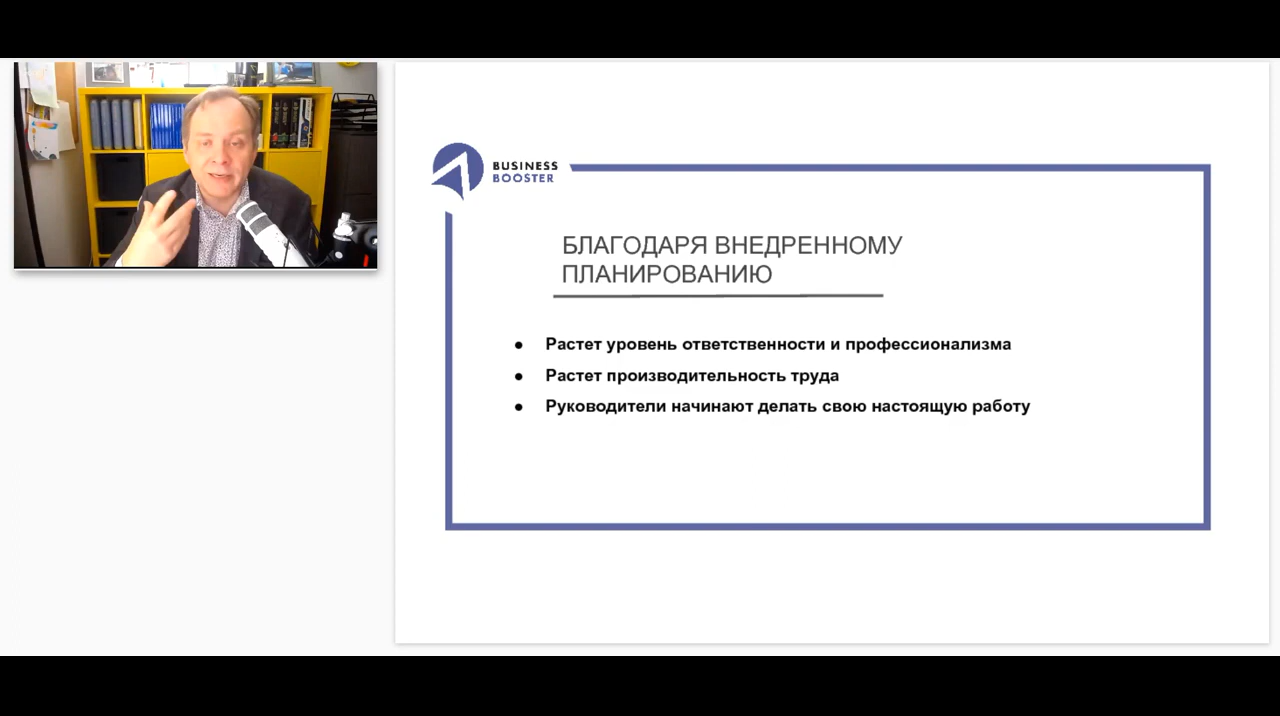 BUSINESS
BOOSTER
БЛАГОДАРЯ ВНЕДРЕННОМУ
ПЛАНИРОВАНИЮ
● Растет уровень ответственности и профессионализма
● Растет производительность труда
● Руководители начинают делать свою настоящую работу